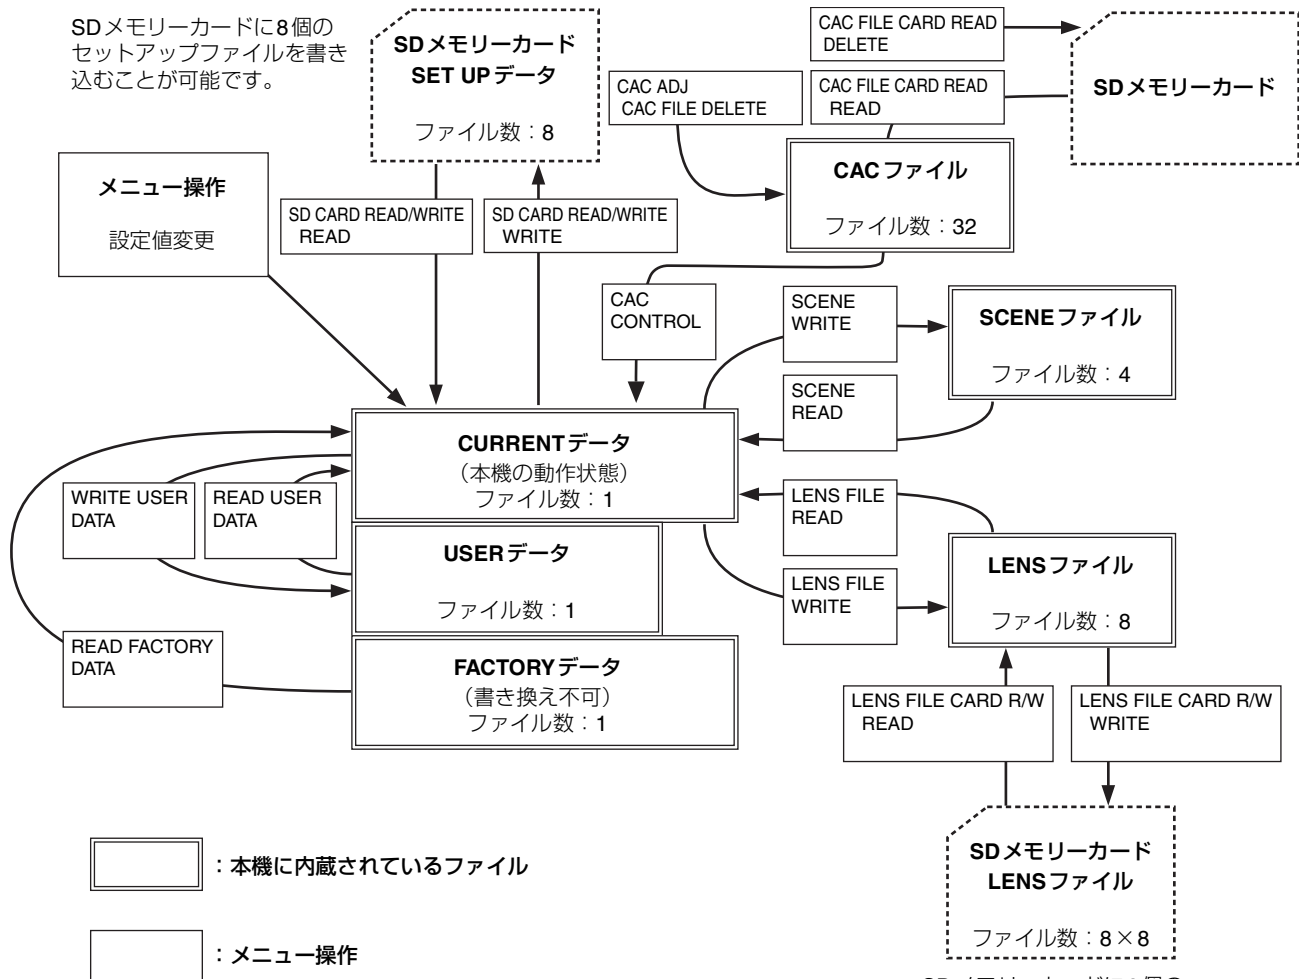 SDメモリーカードに8個の
セットアップファイルを書き
込むことが可能です。
SDメモリーカード
SET UPデータ
ファイル数：8
CAC FILE CARD READ
DELETE
CAC ADJ
CAC FILE DELETE
CAC FILE CARD READ
READ
SDメモリーカード
メニュー操作
設定値変更
SD CARD READ/WRITE
READ
SD CARD READ/WRITE
WRITE
CACファイル
ファイル数：32
CAC
CONTROL
SCENE
WRITE
SCENEファイル
ファイル数：4
SCENE
READ
CURRENTデータ
（本機の動作状態）
ファイル数：1
WRITE USER
DATA
READ USER
DATA
LENS FILE
READ
USERデータ
ファイル数：1
LENS FILE
WRITE
LENSファイル
ファイル数：8
READ FACTORY
DATA
FACTORYデータ
（書き換え不可）
ファイル数：1
LENS FILE CARD R/W
READ
LENS FILE CARD R/W
WRITE
：本機に内蔵されているファイル
SDメモリーカード
LENSファイル
ファイル数：8×8
：メニュー操作